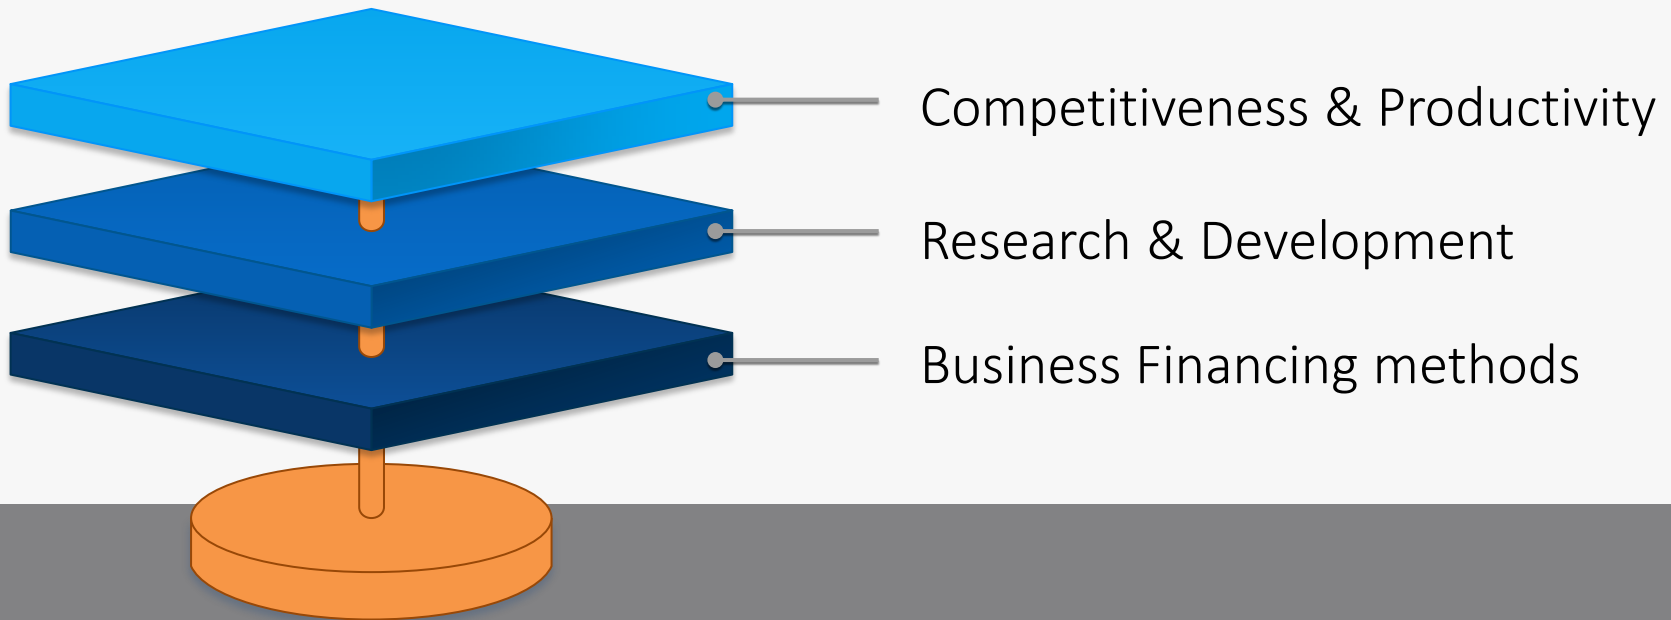 Competitiveness & Productivity
Research & Development
Business Financing methods